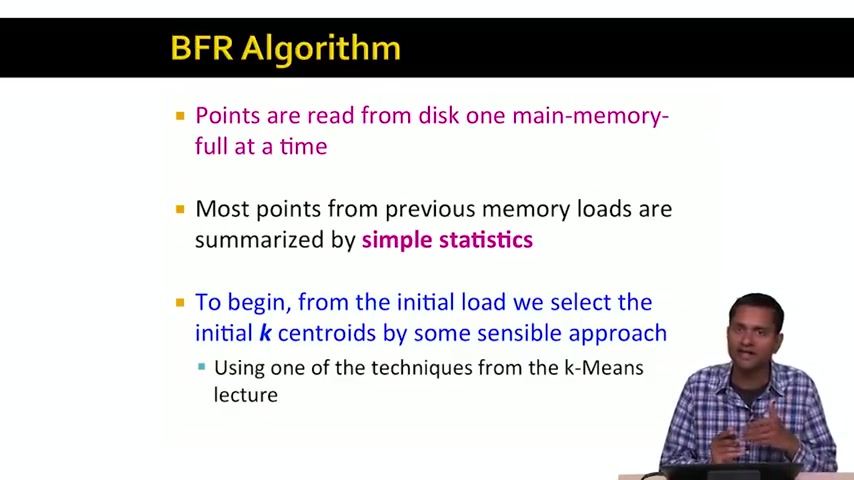 BFR Algorithm
Points are read from disk one main-memory-
full at a time
Most points from previous memory loads are
summarized by simple statistics
To begin, from the initial load we select the
initial k centroids by some sensible approach
Using one of the techniques from the k-Means
lecture